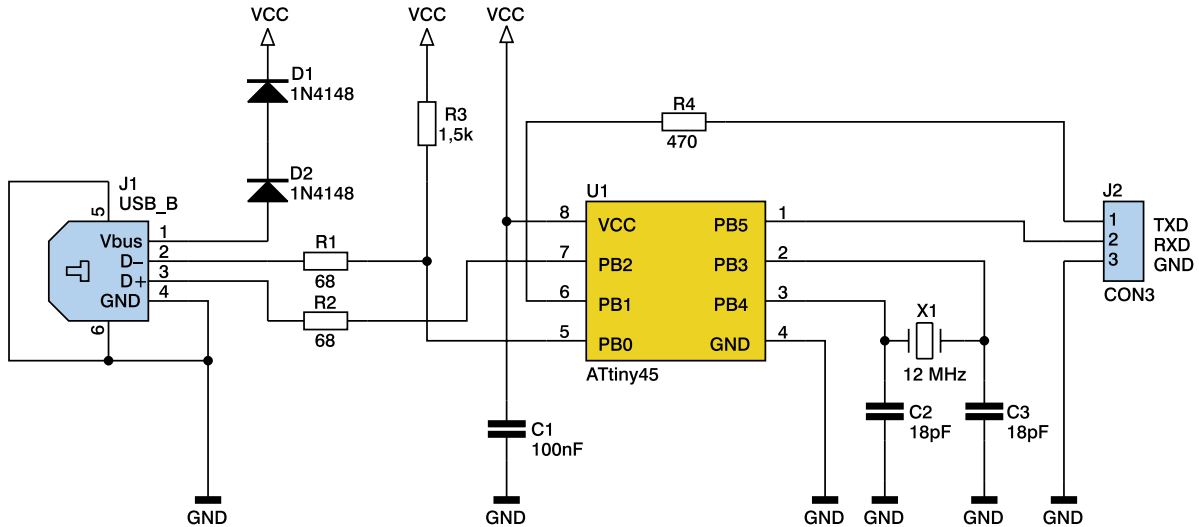 VCC
VCC
VCC
D1
1N4148
R3
1,5k
R4
470
D2
1N4148
J1
USB_B
5
Vbus
D–
D+
GND
1
2
3
4
6
R1
68
R2
68
U1
8
7
6
5
VCC
PB2
PB1
PB0
PB5
PB3
PB4
GND
1
2
3
4
ATtiny45
J2
1
2
3
TXD
RXD
GND
CON3
X1
12 MHz
C1
100nF
C2
18pF
C3
18pF
GND
GND
GND
GND
GND
GND